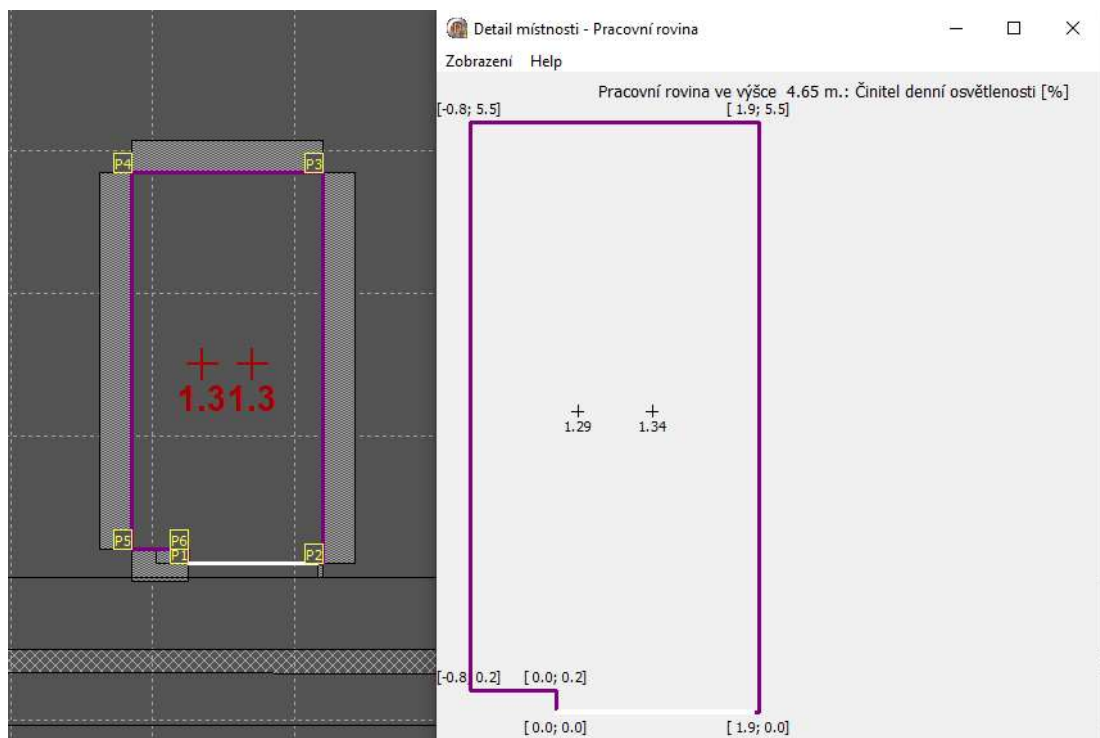 P4
P3
1.3
1.3
P5
P6
P1
P2
Detail místnosti - Pracovní rovina
Zobrazení Help
Pracovní rovina ve výšce 4.65 m.: Činitel denní osvětlenosti [%]
[-0.8; 5.5] [ 1.9; 5.5]
1.29 1.34
[-0.8; 0.2] [ 0.0; 0.2]
[ 0.0; 0.0] [ 1.9; 0.0]